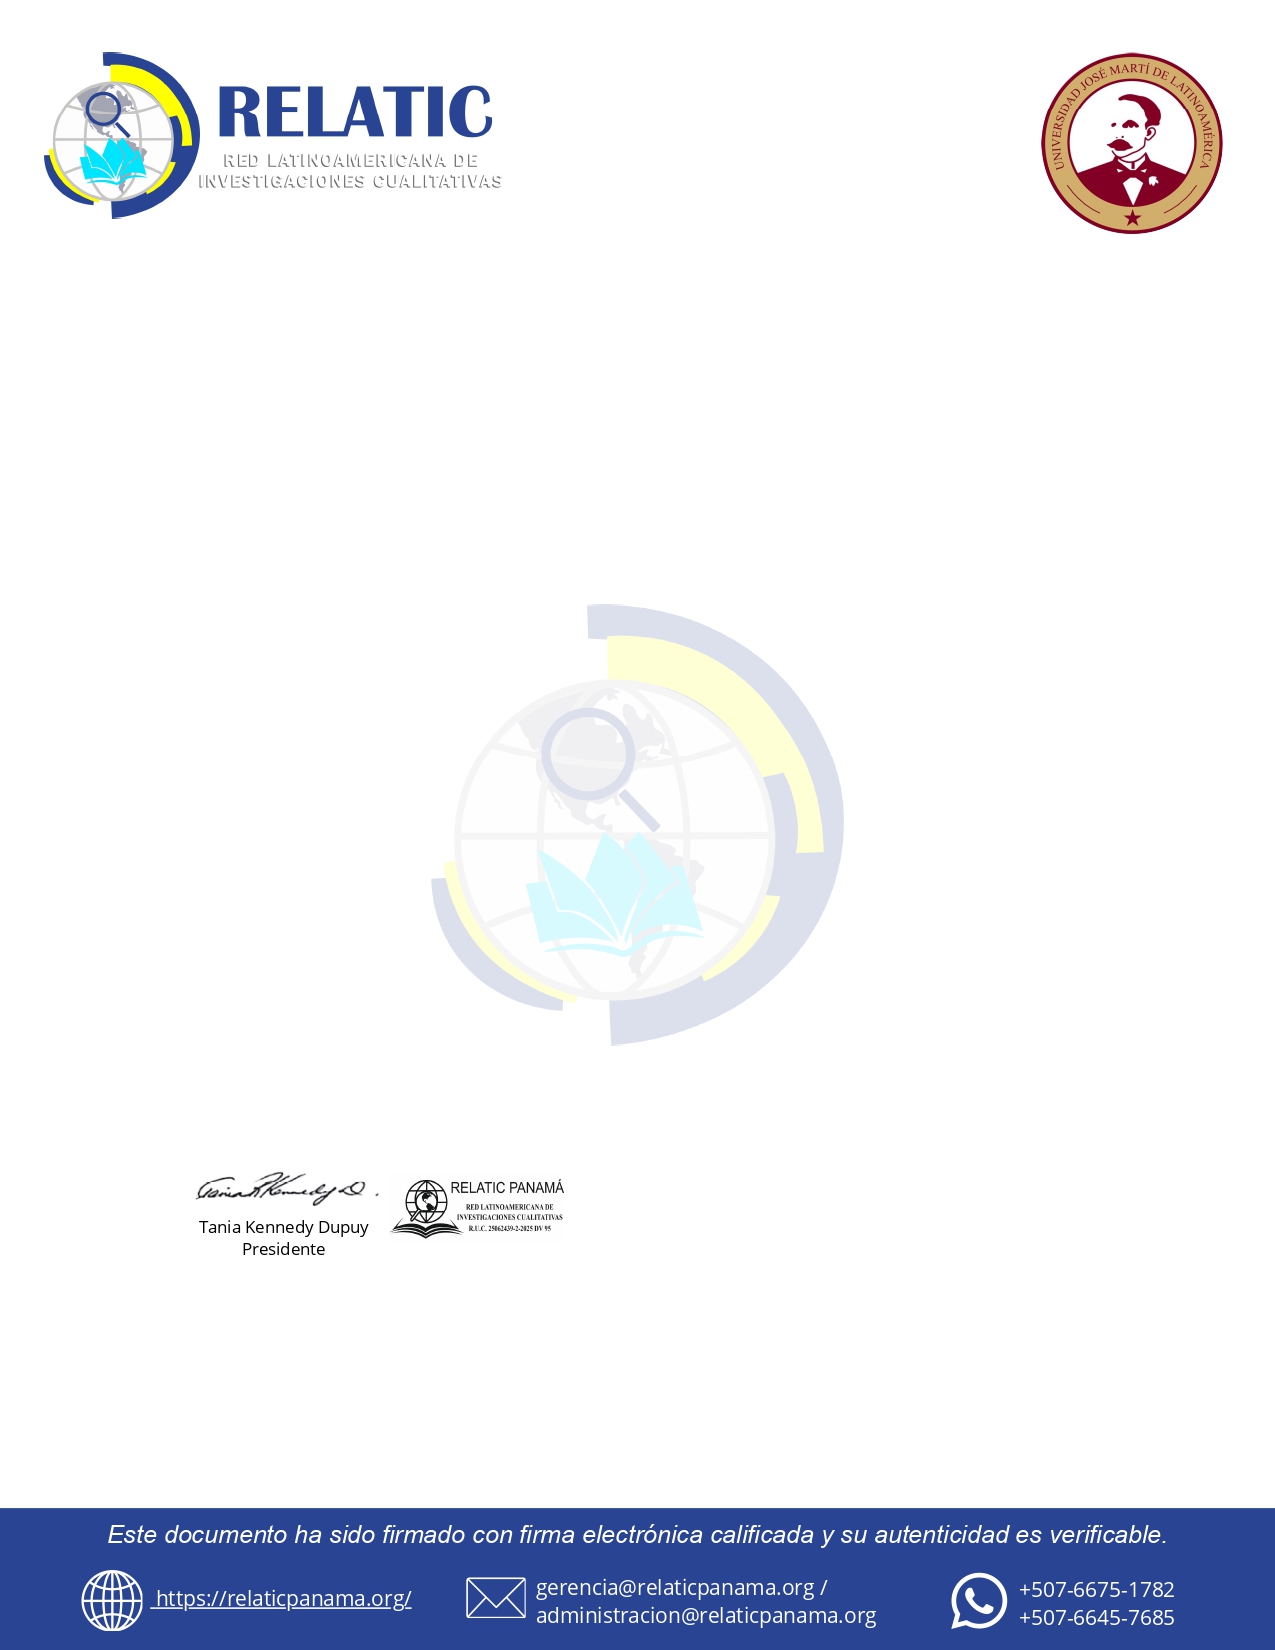 RELATIC
RED LATINOAMERICANA DE
INVESTIGACIONES CUALITATIVAS
UNIVERSIDAD JOSÉ MARTÍ DE LATINOAMÉRICA
RELATIC PANAMÁ
RED LATINOAMERICANA DE
INVESTIGACIONES CUALITATIVAS
R.U.C. 25062439-2-2025 DV 95
Tania Kennedy D.
Tania Kennedy Dupuy
Presidente
Este documento ha sido firmado con firma electrónica calificada y su autenticidad es verificable.
https://relaticpanama.org/
gerencia@relaticpanama.org /
administracion@relaticpanama.org
+507-6675-1782
+507-6645-7685